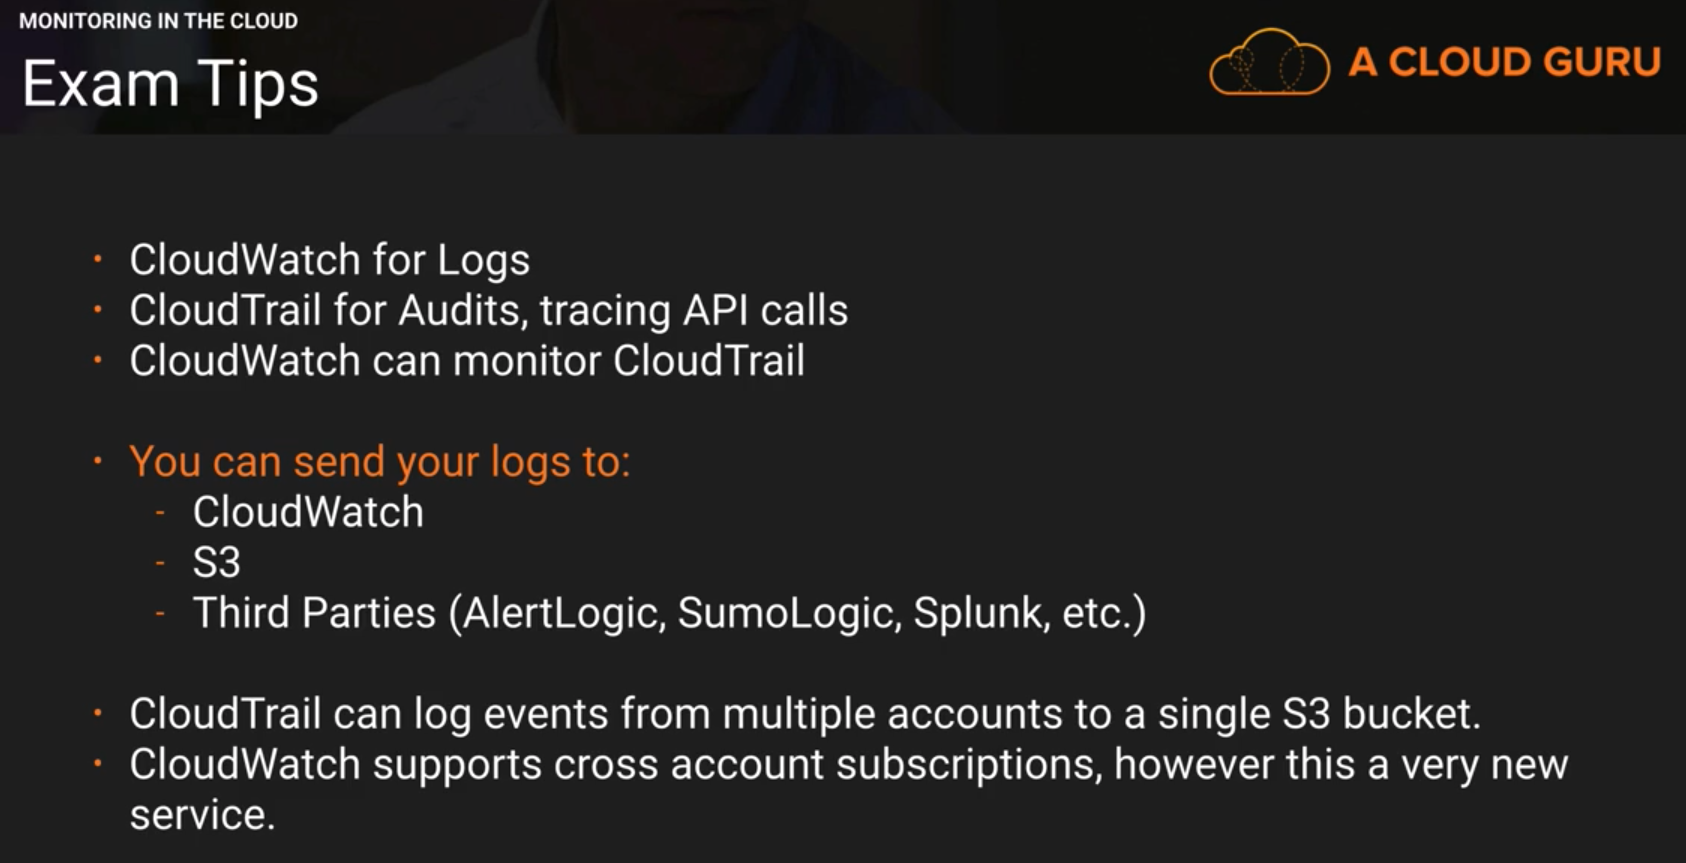 MONITORING IN THE CLOUD
Exam Tips
A CLOUD GURU
• CloudWatch for Logs
• CloudTrail for Audits, tracing API calls
• CloudWatch can monitor CloudTrail
• You can send your logs to:
- CloudWatch
- S3
- Third Parties (AlertLogic, SumoLogic, Splunk, etc.)
• CloudTrail can log events from multiple accounts to a single S3 bucket.
• CloudWatch supports cross account subscriptions, however this a very new
service.